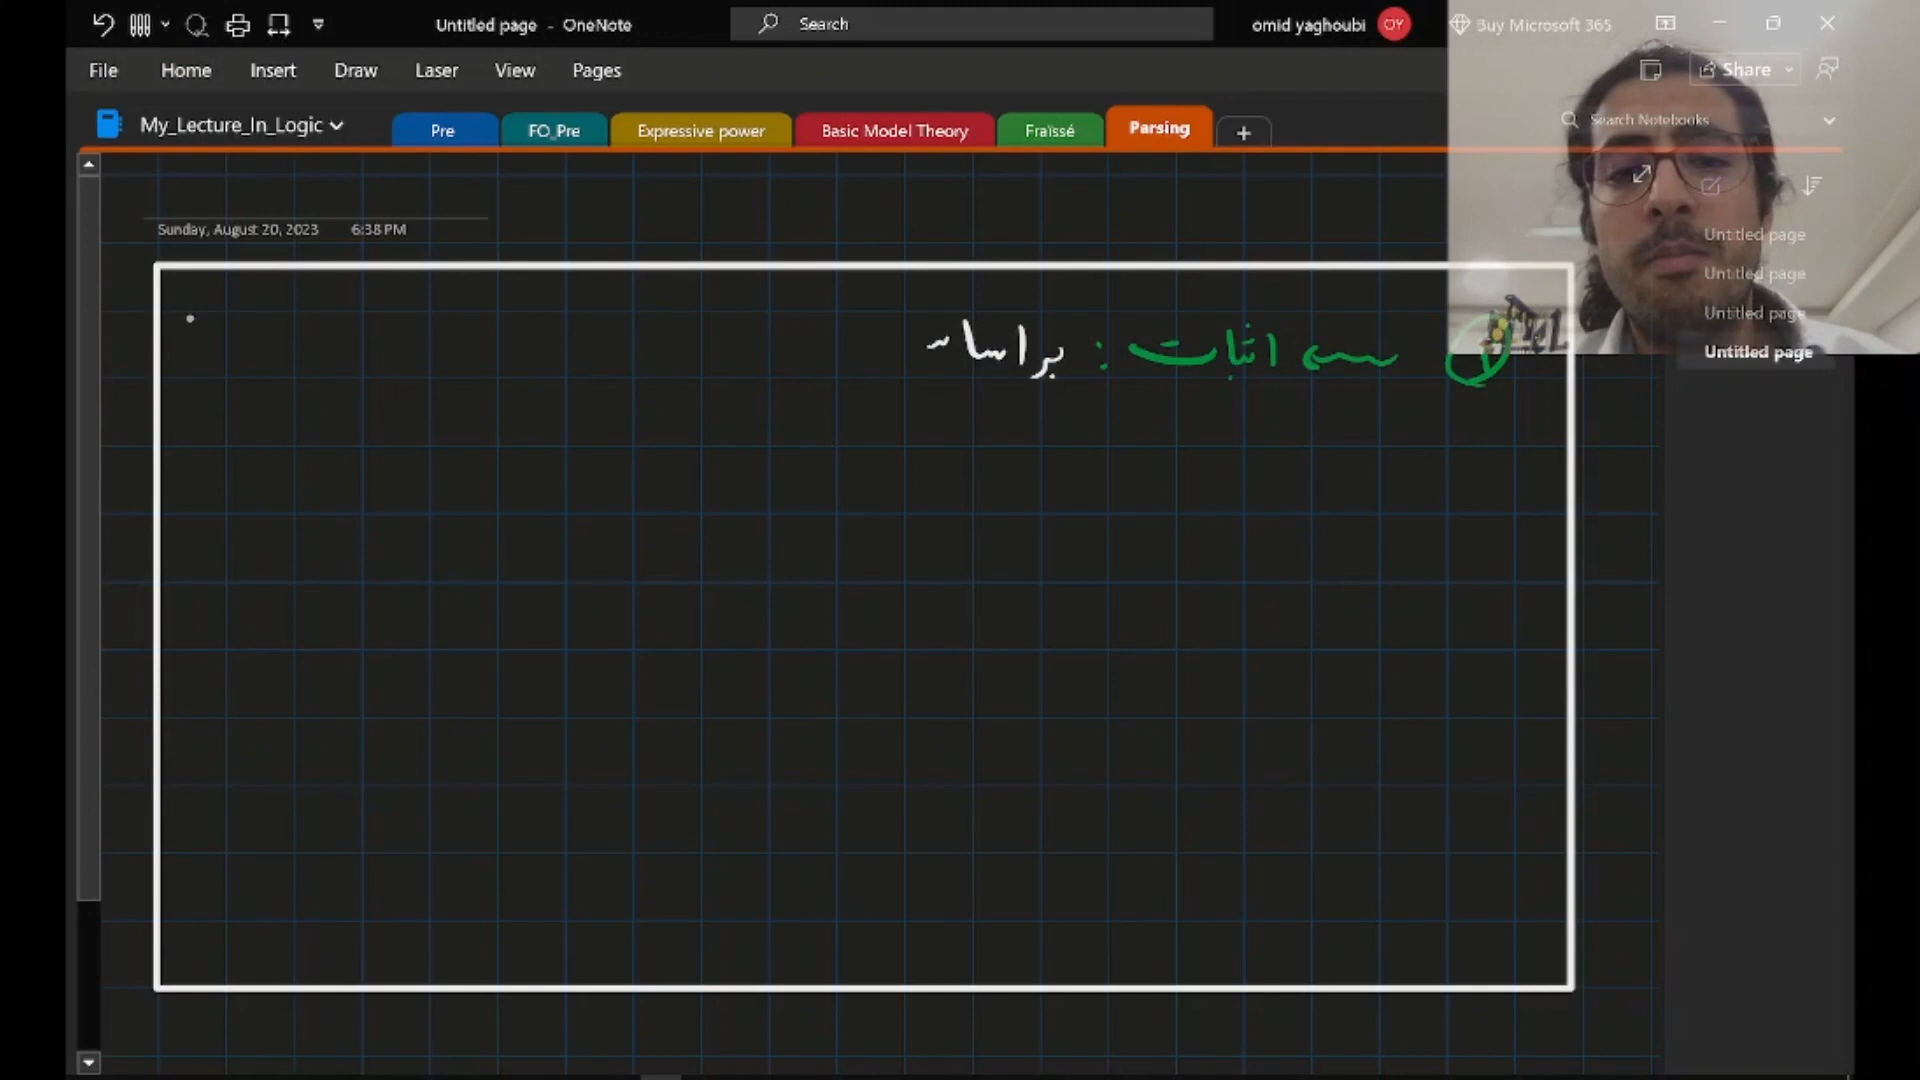 Untitled page - OneNote
Search
omid yaghoubi
OY
Buy Microsoft 365
File Home Insert Draw Laser View Pages
Share
My_Lecture_In_Logic
Pre FO_Pre Expressive power Basic Model Theory Fraïssé Parsing +
Search Notebooks
Sunday, August 20, 2023 6:38 PM
Untitled page
Untitled page
Untitled page
Untitled page
اثبات :